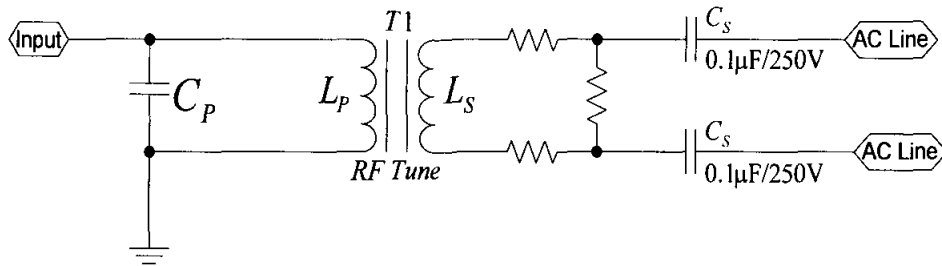 Input
C_P
L_P
T1
L_S
RF Tune
C_S
0.1µF/250V
AC Line
C_S
0.1µF/250V
AC Line